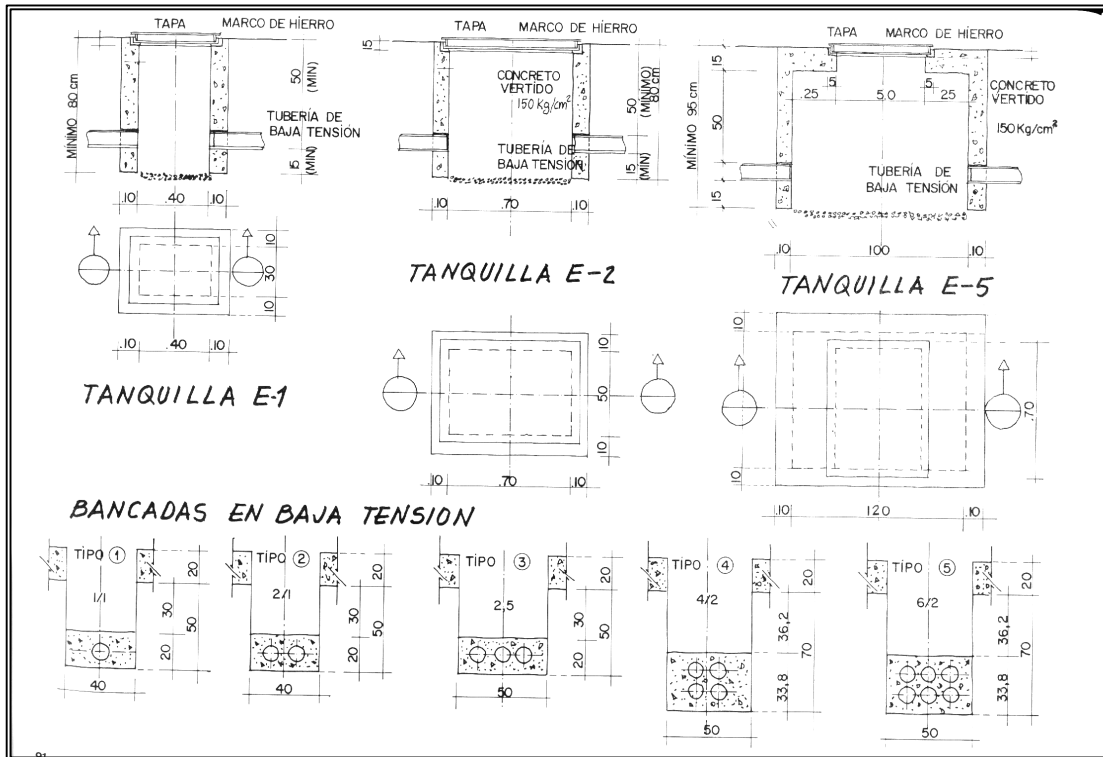 TAPA MARCO DE HÍERRO
MÍNIMO 80 cm
50
(MIN)
TUBERÍA DE
BAJA TENSIÓN
15
(MIN)
.10 .40 .10
10
30
10
.10 .40 .10
TANQUILLA E-1
TAPA MARCO DE HÍERRO
15
CONCRETO
VERTIDO
150 Kg/cm²
50
(MÍNIMO)
80 cm
TUBERÍA DE
BAJA TENSIÓN
15
(MIN)
.10 .70 .10
TANQUILLA E-2
10
50
10
.10 .70 .10
TAPA MARCO DE HÍERRO
15
5 5
.25 5.0 25
CONCRETO
VERTIDO
150 Kg/cm²
MÍNIMO 95 cm
50
TUBERÍA DE
BAJA TENSIÓN
15
.10 100 .10
TANQUILLA E-5
.10
.70
.10
.10 120 .10
BANCADAS EN BAJA TENSION
TIPO 1
1/1
20
30
50
20
40
TIPO 2
2/1
20
30
50
20
40
TIPO 3
2,5
20
30
50
20
50
TIPO 4
4/2
20
36,2
70
33,8
50
TIPO 5
6/2
20
36,2
70
33,8
50